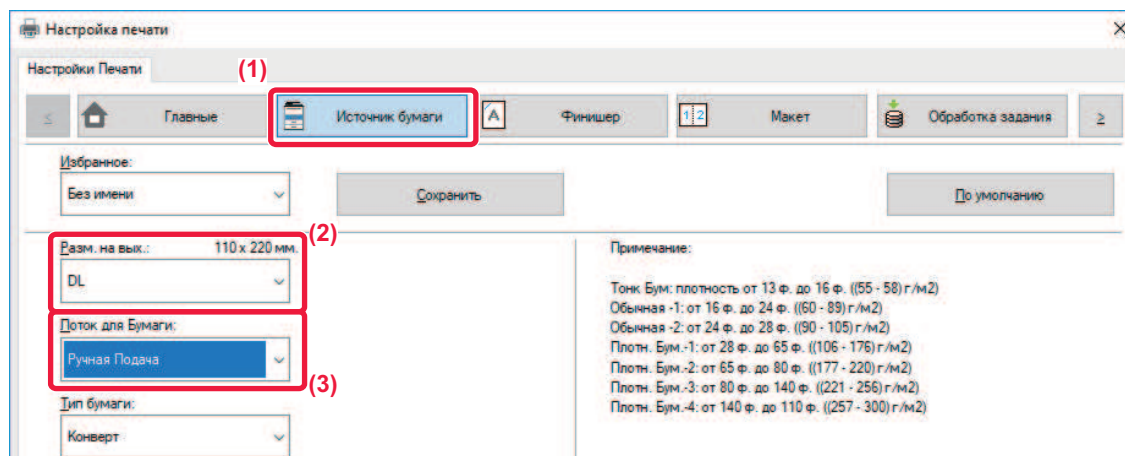 Настройка печати
Настройки Печати
(1)
≤ Главные Источник бумаги A Финишер 1 2 Макет Обработка задания ≥
Избранное:
Без имени Сохранить По умолчанию
Разм. на вых.: 110 x 220 мм. (2)
DL
Поток для Бумаги:
Ручная Подача
(3)
Тип бумаги:
Конверт
Примечание:
Тонк Бум: плотность от 13 ф. до 16 ф. ((55 - 58) г/м2)
Обычная -1: от 16 ф. до 24 ф. ((60 - 89) г/м2)
Обычная -2: от 24 ф. до 28 ф. ((90 - 105) г/м2)
Плотн. Бум.-1: от 28 ф. до 65 ф. ((106 - 176) г/м2)
Плотн. Бум.-2: от 65 ф. до 80 ф. ((177 - 220) г/м2)
Плотн. Бум.-3: от 80 ф. до 140 ф. ((221 - 256) г/м2)
Плотн. Бум.-4: от 140 ф. до 110 ф. ((257 - 300) г/м2)